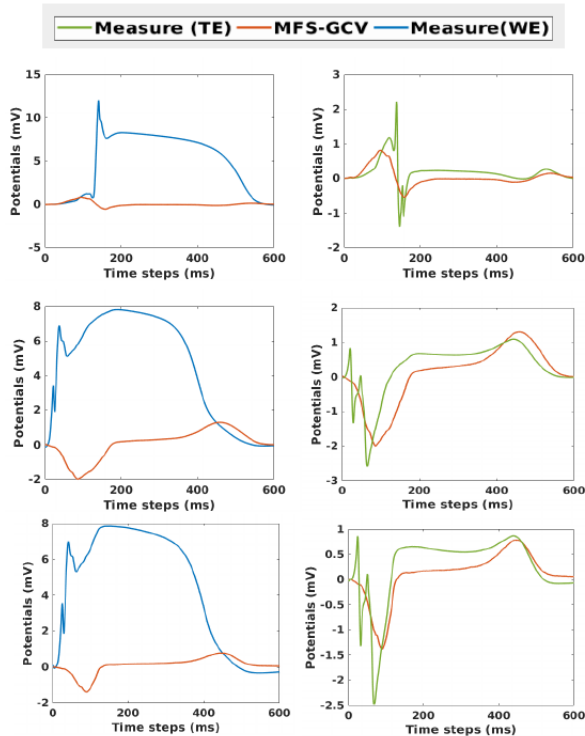 Measure (TE) MFS-GCV Measure(WE)
15
10
5
0
-5
0 200 400 600
Time steps (ms)
Potentials (mV)
3
2
1
0
-1
-2
0 200 400 600
Time steps (ms)
Potentials (mV)
8
6
4
2
0
-2
0 200 400 600
Time steps (ms)
Potentials (mV)
2
1
0
-1
-2
-3
0 200 400 600
Time steps (ms)
Potentials (mV)
8
6
4
2
0
-2
0 200 400 600
Time steps (ms)
Potentials (mV)
1
0.5
0
-0.5
-1
-1.5
-2
-2.5
0 200 400 600
Time steps (ms)
Potentials (mV)